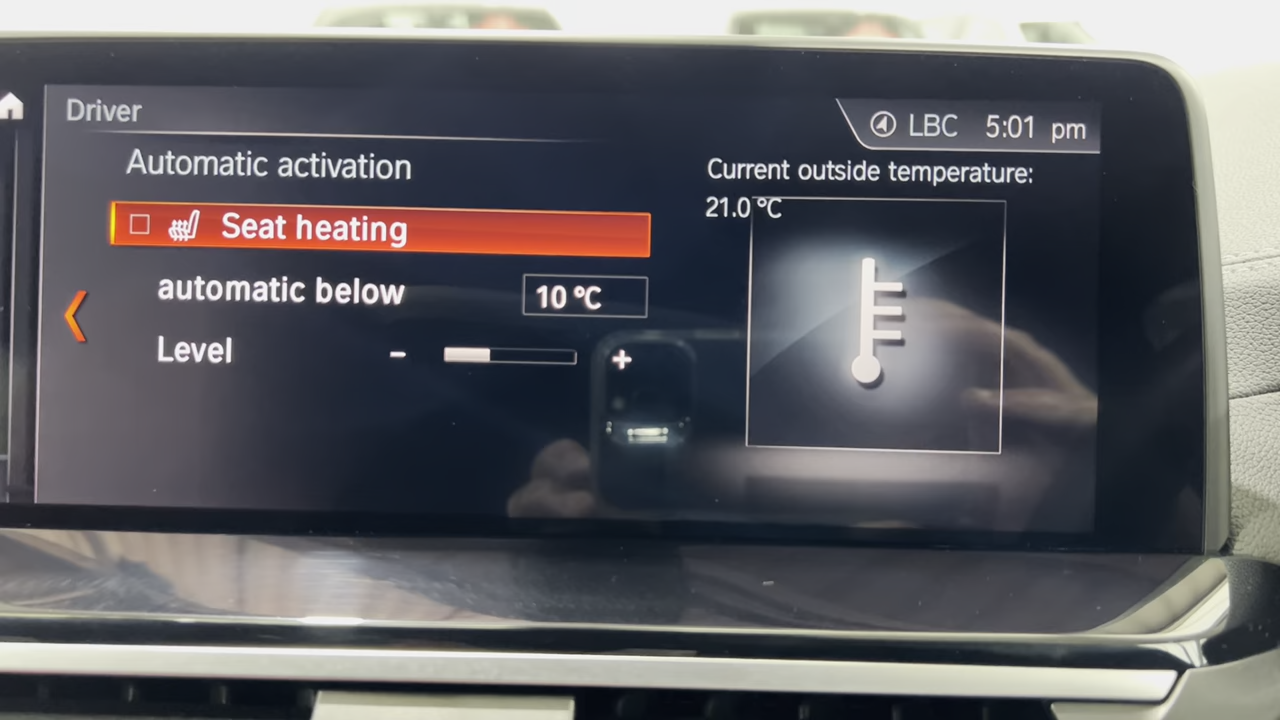 Driver
LBC 5:01 pm
Automatic activation
Seat heating
automatic below 10 °C
Level - +
Current outside temperature:
21.0 °C